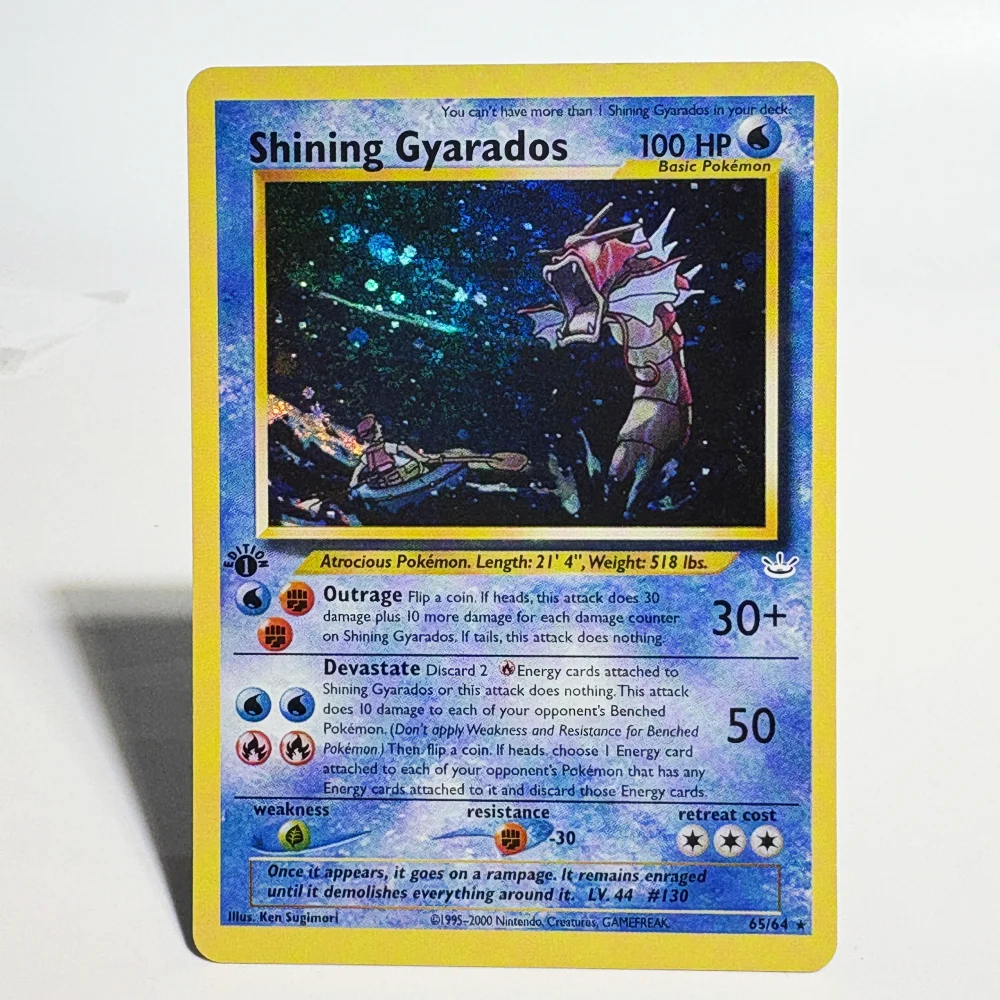 You can't have more than 1 Shining Gyarados in your deck.
Shining Gyarados 100 HP
Basic Pokémon
EDITION
1
Atrocious Pokémon. Length: 21' 4", Weight: 518 lbs.
Outrage Flip a coin. If heads, this attack does 30
damage plus 10 more damage for each damage counter
on Shining Gyarados. If tails, this attack does nothing.
30+
Devastate Discard 2 Energy cards attached to
Shining Gyarados or this attack does nothing. This attack
does 10 damage to each of your opponent's Benched
Pokémon. (Don't apply Weakness and Resistance for Benched
Pokémon.) Then, flip a coin. If heads, choose 1 Energy card
attached to each of your opponent's Pokémon that has any
Energy cards attached to it and discard those Energy cards.
50
weakness resistance retreat cost
-30
Once it appears, it goes on a rampage. It remains enraged
until it demolishes everything around it. LV. 44 #130
Illus. Ken Sugimori ©1995-2000 Nintendo, Creatures, GAMEFREAK. 65/64 ★